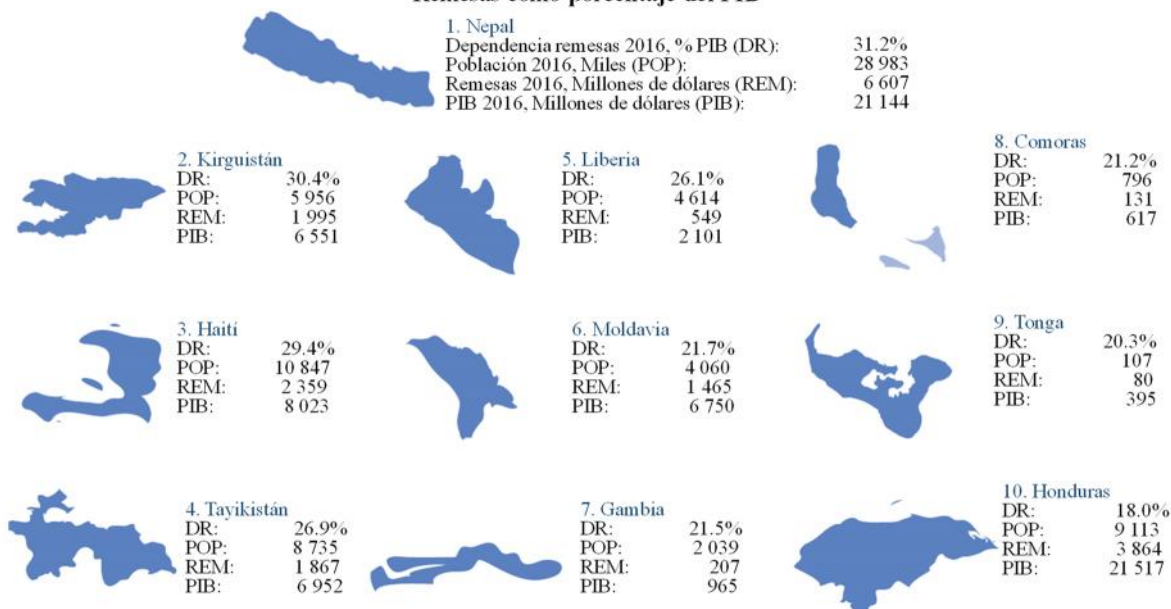 Remesas como porcentaje del PIB
1. Nepal
Dependencia remesas 2016, % PIB (DR): 31.2%
Población 2016, Miles (POP): 28 983
Remesas 2016, Millones de dólares (REM): 6 607
PIB 2016, Millones de dólares (PIB): 21 144
2. Kirguistán
DR: 30.4%
POP: 5 956
REM: 1 995
PIB: 6 551
5. Liberia
DR: 26.1%
POP: 4 614
REM: 549
PIB: 2 101
8. Comoras
DR: 21.2%
POP: 796
REM: 131
PIB: 617
3. Haití
DR: 29.4%
POP: 10 847
REM: 2 359
PIB: 8 023
6. Moldavia
DR: 21.7%
POP: 4 060
REM: 1 465
PIB: 6 750
9. Tonga
DR: 20.3%
POP: 107
REM: 80
PIB: 395
4. Tayikistán
DR: 26.9%
POP: 8 735
REM: 1 867
PIB: 6 952
7. Gambia
DR: 21.5%
POP: 2 039
REM: 207
PIB: 965
10. Honduras
DR: 18.0%
POP: 9 113
REM: 3 864
PIB: 21 517